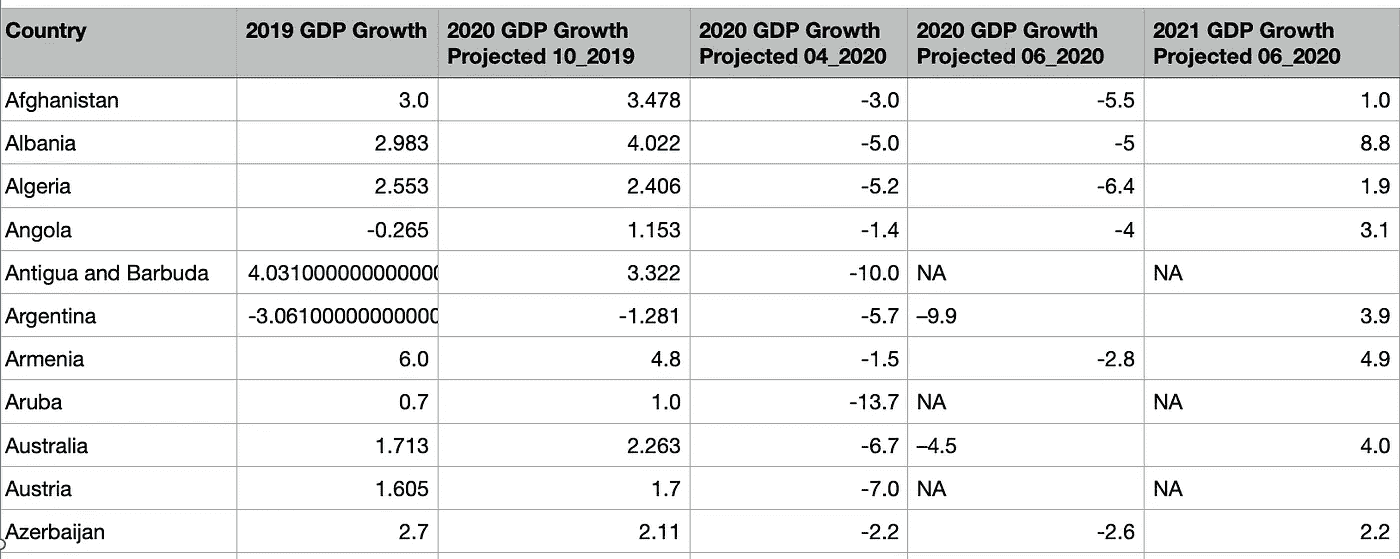 Country 2019 GDP Growth 2020 GDP Growth Projected 10_2019 2020 GDP Growth Projected 04_2020 2020 GDP Growth Projected 06_2020 2021 GDP Growth Projected 06_2020
Afghanistan 3.0 3.478 -3.0 -5.5 1.0
Albania 2.983 4.022 -5.0 -5 8.8
Algeria 2.553 2.406 -5.2 -6.4 1.9
Angola -0.265 1.153 -1.4 -4 3.1
Antigua and Barbuda 4.0310000000000000 3.322 -10.0 NA NA
Argentina -3.06100000000000 -1.281 -5.7 –9.9 3.9
Armenia 6.0 4.8 -1.5 -2.8 4.9
Aruba 0.7 1.0 -13.7 NA NA
Australia 1.713 2.263 -6.7 –4.5 4.0
Austria 1.605 1.7 -7.0 NA NA
Azerbaijan 2.7 2.11 -2.2 -2.6 2.2